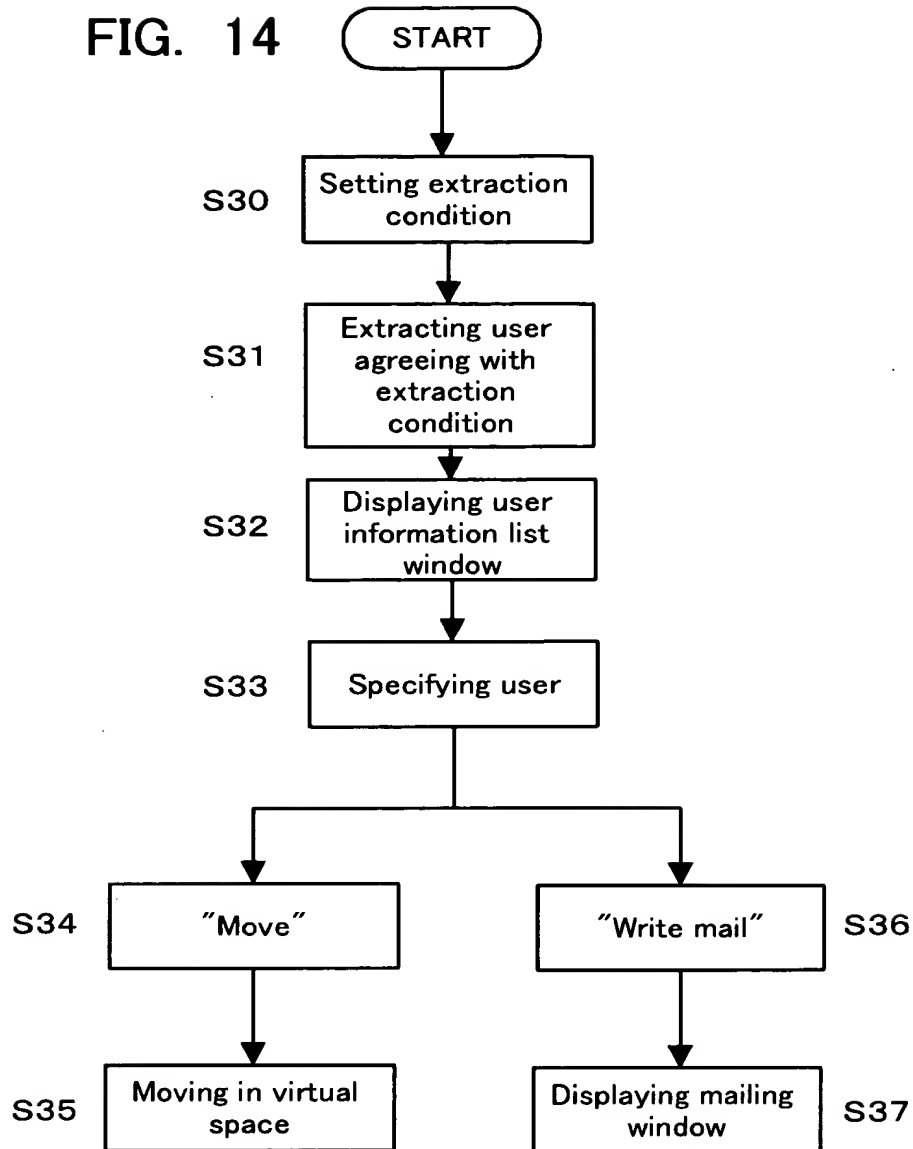 FIG. 14
START
S30
Setting extraction
condition
S31
Extracting user
agreeing with
extraction
condition
S32
Displaying user
information list
window
S33
Specifying user
S34
"Move"
"Write mail"
S36
S35
Moving in virtual
space
Displaying mailing
window
S37